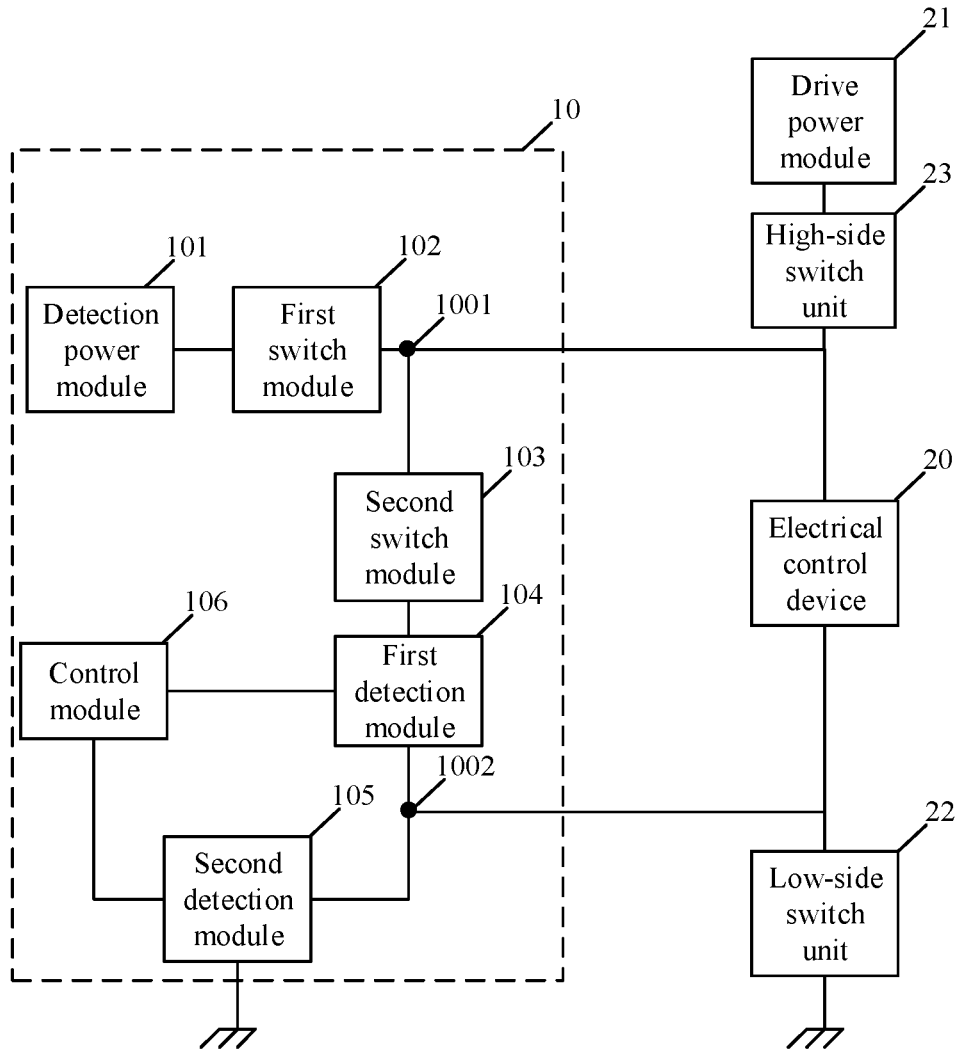 21
Drive
power
module
10
23
High-side
switch
unit
101
Detection
power
module
102
First
switch
module
1001
103
Second
switch
module
20
Electrical
control
device
106
Control
module
104
First
detection
module
1002
105
Second
detection
module
22
Low-side
switch
unit